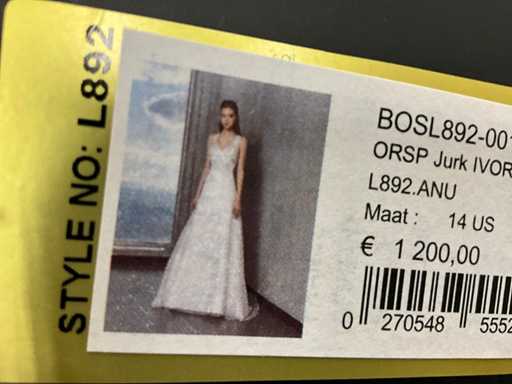 STYLE NO: L892
BOSL892-001
ORSP Jurk IVOR
L892.ANU
Maat : 14 US
€ 1 200,00
0 270548 5552